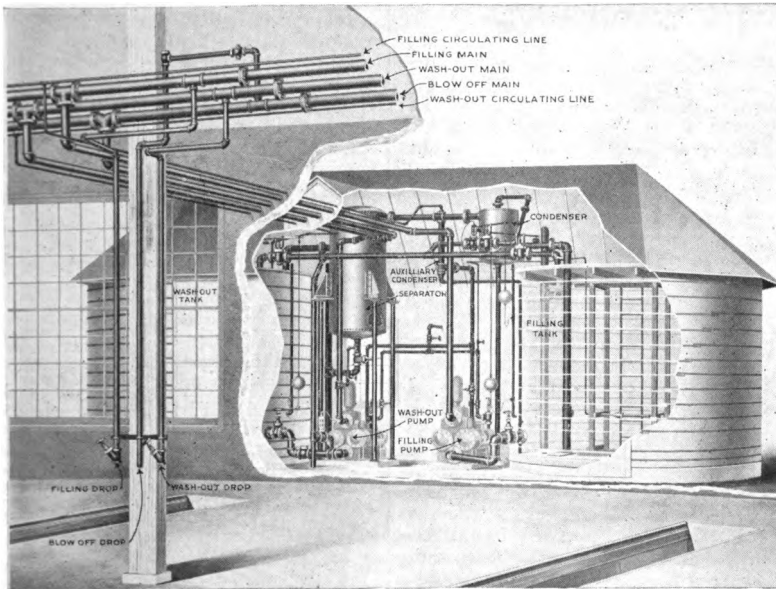 FILLING CIRCULATING LINE
FILLING MAIN
WASH-OUT MAIN
BLOW OFF MAIN
WASH-OUT CIRCULATING LINE
CONDENSER
AUXILLIARY
CONDENSER
SEPARATOR
WASH-OUT
TANK
FILLING
TANK
WASH-OUT
PUMP
FILLING
PUMP
FILLING DROP
WASH-OUT DROP
BLOW OFF DROP